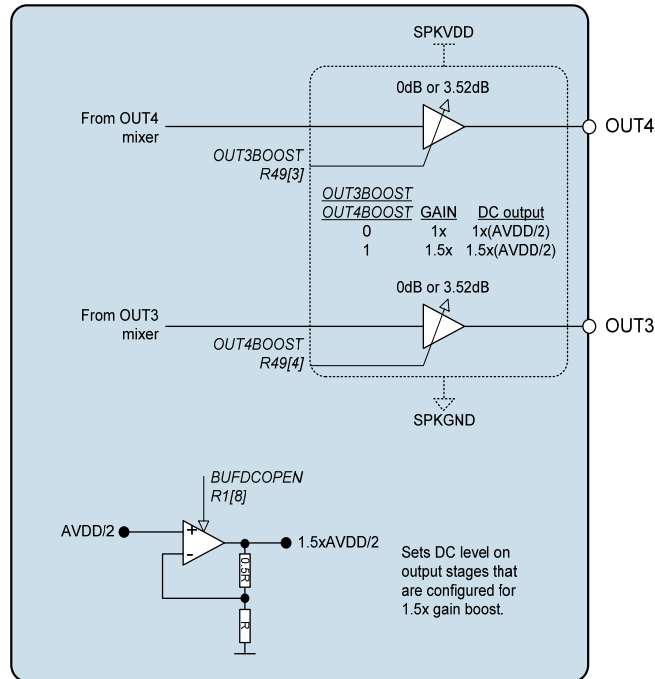 SPKVDD
0dB or 3.52dB
From OUT4
mixer
OUT4
OUT3BOOST
R49[3]
OUT3BOOST
OUT4BOOST GAIN DC output
0 1x 1x(AVDD/2)
1 1.5x 1.5x(AVDD/2)
0dB or 3.52dB
From OUT3
mixer
OUT3
OUT4BOOST
R49[4]
SPKGND
BUFDCOPEN
R1[8]
AVDD/2
+
-
1.5xAVDD/2
0.5R
R
Sets DC level on
output stages that
are configured for
1.5x gain boost.